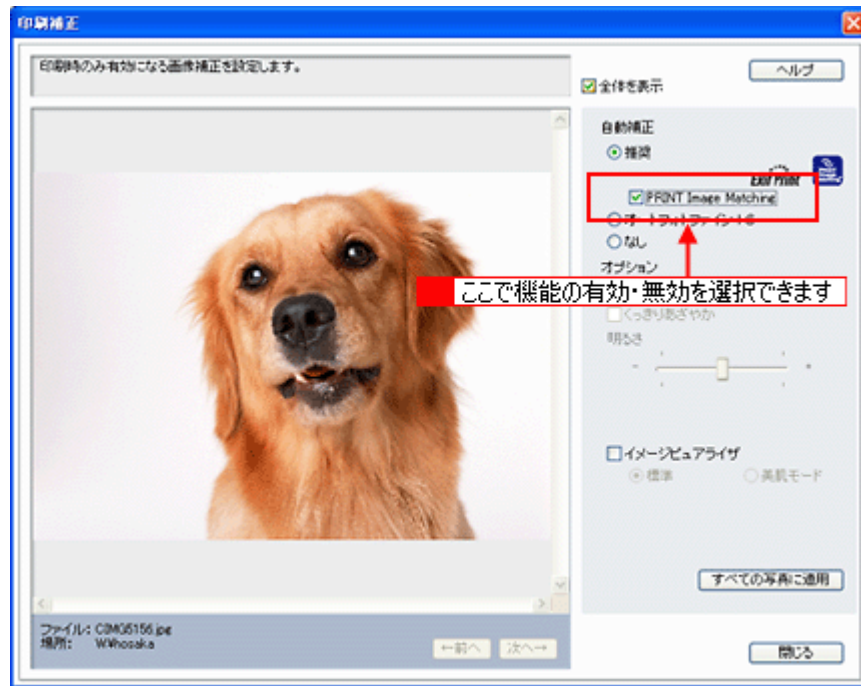 印刷補正
印刷時のみ有効になる画像補正を設定します。
ヘルプ
全体を表示
自動補正
推奨
Exif Print
PRINT Image Matching
なし
オプション
ここで機能の有効・無効を選択できます
くっきりあざやか
明るさ
- +
イメージピュアライザ
標準 美肌モード
すべての写真に適用
ファイル: CIMG5156.jpg
場所: W¥hosaka
←前へ 次へ→
閉じる